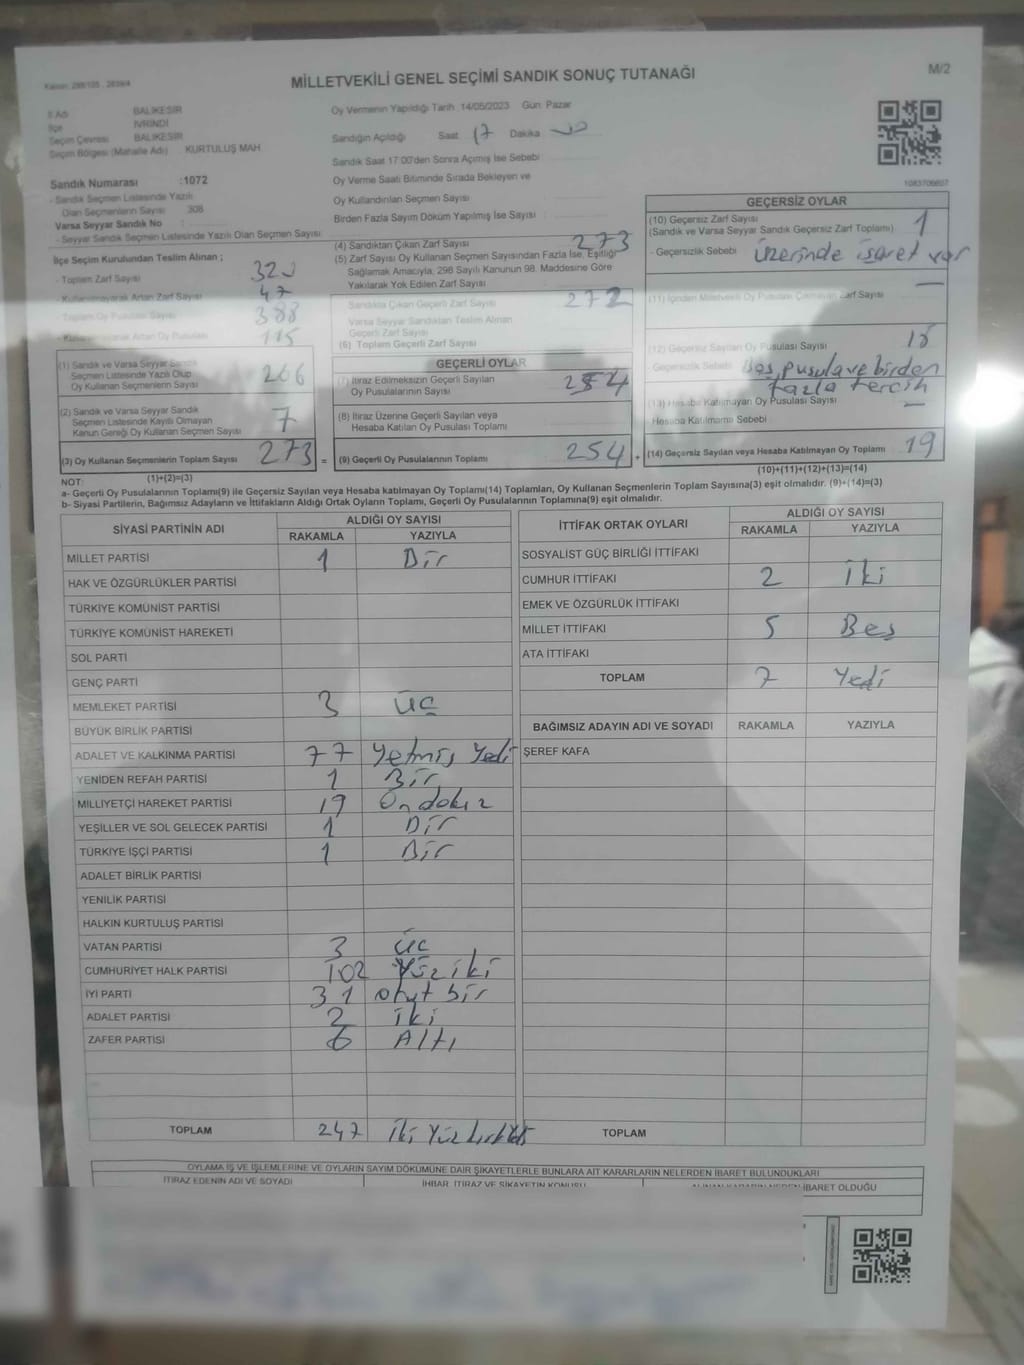 MİLLETVEKİLİ GENEL SEÇİMİ SANDIK SONUÇ TUTANAĞI
M/2
İl Adı BALIKESİR
İlçe İVRİNDİ
Seçim Çevresi BALIKESİR
Seçim Bölgesi (Mahalle Adı) KURTULUŞ MAH
Sandık Numarası :1072
- Sandık Seçmen Listesinde Yazılı
Olan Seçmenlerin Sayısı 308
Varsa Seyyar Sandık No :
- Seyyar Sandık Seçmen Listesinde Yazılı Olan Seçmen Sayısı
İlçe Seçim Kurulundan Teslim Alınan ;
- Toplam Zarf Sayısı 320
- Kullanılmayarak Artan Zarf Sayısı 47
- Toplam Oy Pusulası Sayısı 388
- Kullanılmayarak Artan Oy Pusulası 115
Oy Vermenin Yapıldığı Tarih :14/05/2023 Gün: Pazar
Sandığın Açıldığı Saat 17 Dakika
Sandık Saat 17:00'den Sonra Açımış İse Sebebi
Oy Verme Saati Bitiminde Sırada Bekleyen ve
Oy Kullandırılan Seçmen Sayısı
Birden Fazla Sayım Döküm Yapılmış İse Sayısı :
(4) Sandıktan Çıkan Zarf Sayısı 273
(5) Zarf Sayısı Oy Kullanan Seçmen Sayısından Fazla İse, Eşitliği
Sağlamak Amacıyla, 298 Sayılı Kanunun 98. Maddesine Göre
Yakılarak Yok Edilen Zarf Sayısı
Sandıkta Çıkan Geçerli Zarf Sayısı 272
Varsa Seyyar Sandıktan Teslim Alınan
Geçerli Zarf Sayısı
(6) Toplam Geçerli Zarf Sayısı
1083706607
GEÇERSİZ OYLAR
(10) Geçersiz Zarf Sayısı 1
(Sandık ve Varsa Seyyar Sandık Geçersiz Zarf Toplamı)
- Geçersizlik Sebebi Üzerinde işaret var
(11) İçinden Milletvekili Oy Pusulası Çıkmayan Zarf Sayısı —
(12) Geçersiz Sayılan Oy Pusulası Sayısı 18
- Geçersizlik Sebebi Boş pusula ve birden
fazla tercih
(13) Hesaba Katılmayan Oy Pusulası Sayısı —
Hesaba Katılmama Sebebi
(14) Geçersiz Sayılan veya Hesaba Katılmayan Oy Toplamı 19
(10)+(11)+(12)+(13)=(14)
(1) Sandık ve Varsa Seyyar Sandık
Seçmen Listesinde Yazılı Olup
Oy Kullanan Seçmenlerin Sayısı 266
(2) Sandık ve Varsa Seyyar Sandık
Seçmen Listesinde Kayıtlı Olmayan
Kanun Gereği Oy Kullanan Seçmen Sayısı 7
(3) Oy Kullanan Seçmenlerin Toplam Sayısı 273 =
(1)+(2)=(3)
GEÇERLİ OYLAR
(7) İtiraz Edilmeksizin Geçerli Sayılan
Oy Pusulalarının Sayısı 254
(8) İtiraz Üzerine Geçerli Sayılan veya
Hesaba Katılan Oy Pusulası Toplamı
(9) Geçerli Oy Pusulalarının Toplamı 254 +
NOT:
a- Geçerli Oy Pusulalarının Toplamı(9) ile Geçersiz Sayılan veya Hesaba katılmayan Oy Toplamı(14) Toplamları, Oy Kullanan Seçmenlerin Toplam Sayısına(3) eşit olmalıdır. (9)+(14)=(3)
b- Siyasi Partilerin, Bağımsız Adayların ve İttifakların Aldığı Ortak Oyların Toplamı, Geçerli Oy Pusulalarının Toplamına(9) eşit olmalıdır.
SİYASİ PARTİNİN ADI ALDIĞI OY SAYISI
RAKAMLA YAZIYLA
MİLLET PARTİSİ 1 Bir
HAK VE ÖZGÜRLÜKLER PARTİSİ
TÜRKİYE KOMÜNİST PARTİSİ
TÜRKİYE KOMÜNİST HAREKETİ
SOL PARTİ
GENÇ PARTİ
MEMLEKET PARTİSİ 3 üç
BÜYÜK BİRLİK PARTİSİ
ADALET VE KALKINMA PARTİSİ 77 Yetmiş Yedi
YENİDEN REFAH PARTİSİ 1 Bir
MİLLİYETÇİ HAREKET PARTİSİ 19 Ondokuz
YEŞİLLER VE SOL GELECEK PARTİSİ 1 Bir
TÜRKİYE İŞÇİ PARTİSİ 1 Bir
ADALET BİRLİK PARTİSİ
YENİLİK PARTİSİ
HALKIN KURTULUŞ PARTİSİ
VATAN PARTİSİ 3 üç
CUMHURİYET HALK PARTİSİ 102 Yüz iki
İYİ PARTİ 31 otuz bir
ADALET PARTİSİ 2 iki
ZAFER PARTİSİ 6 Altı
TOPLAM 247 İki Yüz
İTTİFAK ORTAK OYLARI ALDIĞI OY SAYISI
RAKAMLA YAZIYLA
SOSYALİST GÜÇ BİRLİĞİ İTTİFAKI
CUMHUR İTTİFAKI 2 İki
EMEK VE ÖZGÜRLÜK İTTİFAKI
MİLLET İTTİFAKI 5 Beş
ATA İTTİFAKI
TOPLAM 7 Yedi
BAĞIMSIZ ADAYIN ADI VE SOYADI RAKAMLA YAZIYLA
ŞEREF KAFA
TOPLAM
OYLAMA İŞ VE İŞLEMLERİNE VE OYLARIN SAYIM DÖKÜMÜNE DAİR ŞİKAYETLERLE BUNLARA AİT KARARLARIN NELERDEN İBARET BULUNDUKLARI
İTİRAZ EDENİN ADI VE SOYADI İHBAR, İTİRAZ VE ŞİKAYETİN KONUSU ALINAN KARARIN NEDEN İBARET OLDUĞU